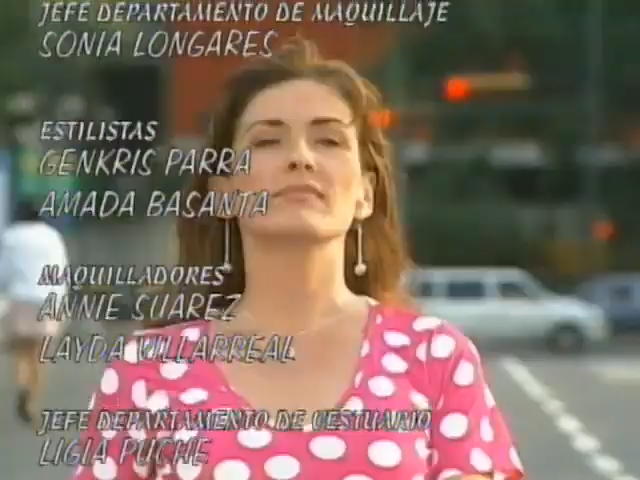 JEFE DEPARTAMENTO DE MAQUILLAJE
SONIA LONGARES
ESTILISTAS
GENKRIS PARRA
AMADA BASANTA
MAQUILLADORES
ANNIE SUAREZ
LAYDA VILLARREAL
JEFE DEPARTAMENTO DE VESTUARIO
LIGIA PUCHE